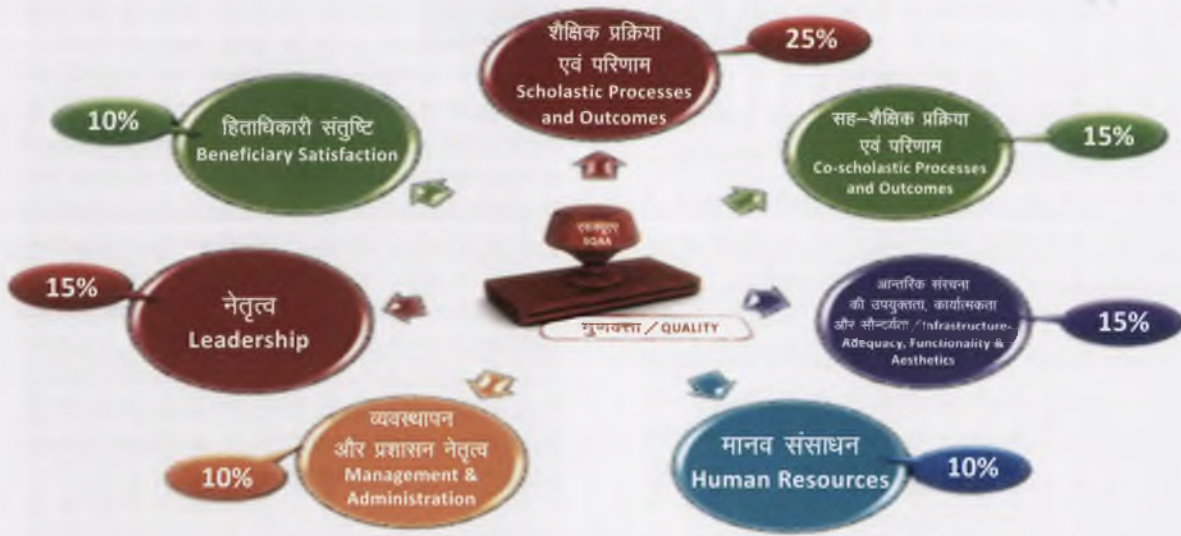 शैक्षिक प्रक्रिया
एवं परिणाम
Scholastic Processes
and Outcomes
25%
सह–शैक्षिक प्रक्रिया
एवं परिणाम
Co-scholastic Processes
and Outcomes
15%
आन्तरिक संरचना
की उपयुक्तता, कार्यात्मकता
और सौन्दर्यता / Infrastructure-
Adequacy, Functionality &
Aesthetics
15%
मानव संसाधन
Human Resources
10%
व्यवस्थापन
और प्रशासन नेतृत्व
Management &
Administration
10%
नेतृत्व
Leadership
15%
हिताधिकारी संतुष्टि
Beneficiary Satisfaction
10%
SQAA
गुणवत्ता / QUALITY